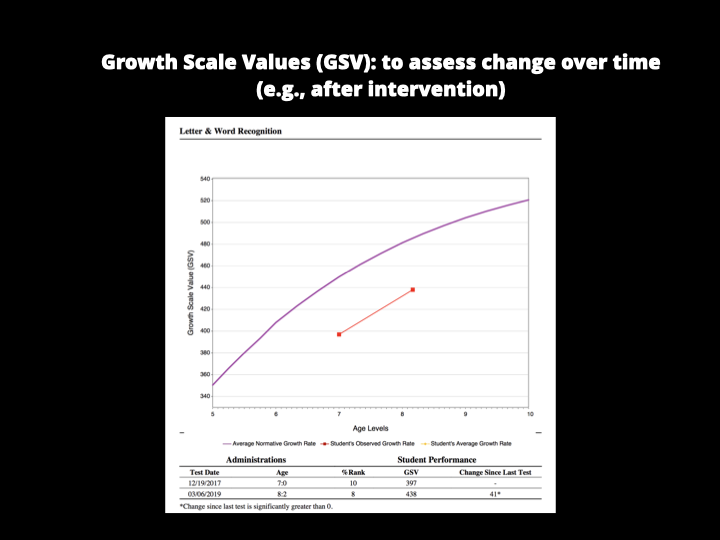 Growth Scale Values (GSV): to assess change over time
(e.g., after intervention)
Letter & Word Recognition
540
520
500
480
460
440
420
400
380
360
340
Growth Scale Value (GSV)
5 6 7 8 9 10
Age Levels
Average Normative Growth Rate Student's Observed Growth Rate Student's Average Growth Rate
Administrations Student Performance
Test Date Age %Rank GSV Change Since Last Test
12/19/2017 7:0 10 397 -
03/06/2019 8:2 8 438 41*
*Change since last test is significantly greater than 0.